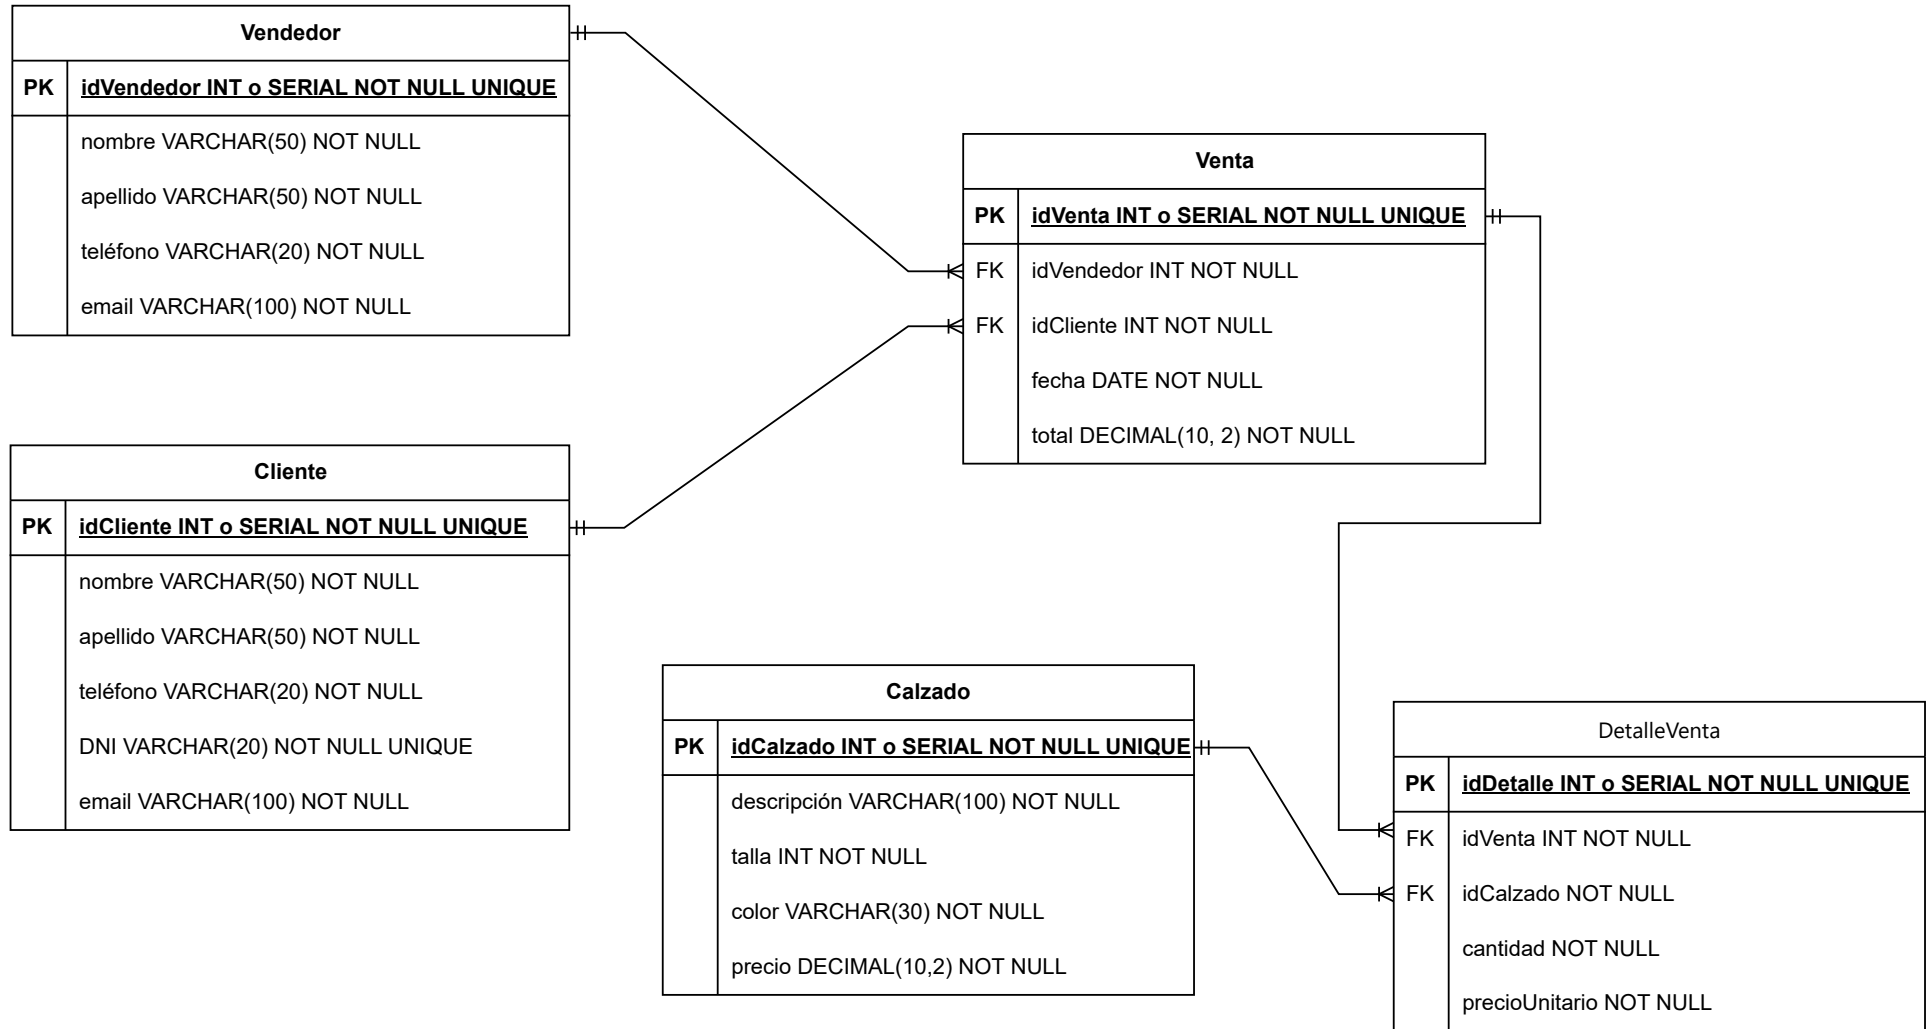 Vendedor
PK idVendedor INT o SERIAL NOT NULL UNIQUE
nombre VARCHAR(50) NOT NULL
apellido VARCHAR(50) NOT NULL
teléfono VARCHAR(20) NOT NULL
email VARCHAR(100) NOT NULL
Venta
PK idVenta INT o SERIAL NOT NULL UNIQUE
FK idVendedor INT NOT NULL
FK idCliente INT NOT NULL
fecha DATE NOT NULL
total DECIMAL(10, 2) NOT NULL
Cliente
PK idCliente INT o SERIAL NOT NULL UNIQUE
nombre VARCHAR(50) NOT NULL
apellido VARCHAR(50) NOT NULL
teléfono VARCHAR(20) NOT NULL
DNI VARCHAR(20) NOT NULL UNIQUE
email VARCHAR(100) NOT NULL
Calzado
PK idCalzado INT o SERIAL NOT NULL UNIQUE
descripción VARCHAR(100) NOT NULL
talla INT NOT NULL
color VARCHAR(30) NOT NULL
precio DECIMAL(10,2) NOT NULL
DetalleVenta
PK idDetalle INT o SERIAL NOT NULL UNIQUE
FK idVenta INT NOT NULL
FK idCalzado NOT NULL
cantidad NOT NULL
precioUnitario NOT NULL